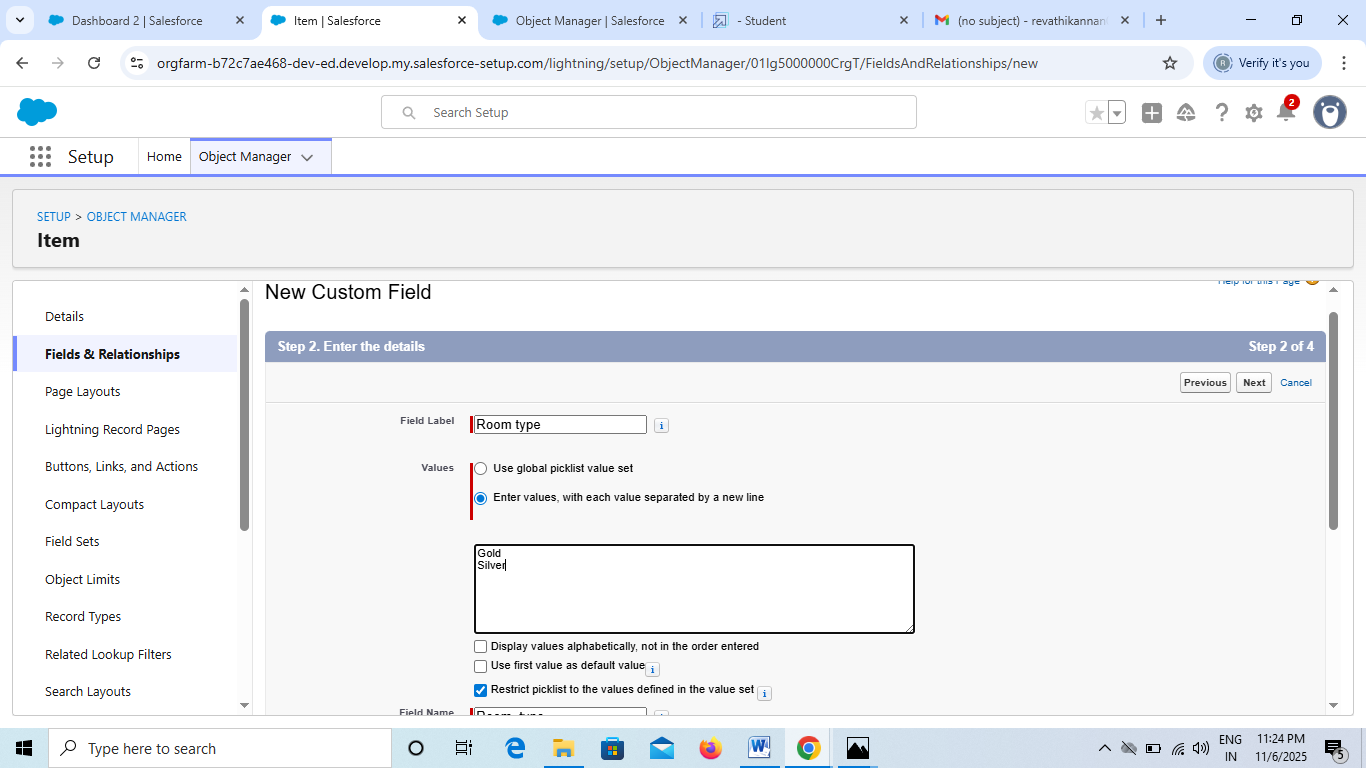 Dashboard 2 | Salesforce
Item | Salesforce
Object Manager | Salesforce
- Student
(no subject) - revathikannan
orgfarm-b72c7ae468-dev-ed.develop.my.salesforce-setup.com/lightning/setup/ObjectManager/01Ig5000000CrgT/FieldsAndRelationships/new
R
Verify it's you
Search Setup
2
Setup
Home
Object Manager
SETUP > OBJECT MANAGER
Item
Details
Fields & Relationships
Page Layouts
Lightning Record Pages
Buttons, Links, and Actions
Compact Layouts
Field Sets
Object Limits
Record Types
Related Lookup Filters
Search Layouts
New Custom Field
Help for this Page
Step 2. Enter the details
Step 2 of 4
Previous
Next
Cancel
Field Label
Room type
i
Values
Use global picklist value set
Enter values, with each value separated by a new line
Gold
Silver
Display values alphabetically, not in the order entered
Use first value as default value
i
Restrict picklist to the values defined in the value set
i
Field Name
Room_type
Type here to search
ENG
IN
11:24 PM
11/6/2025
5